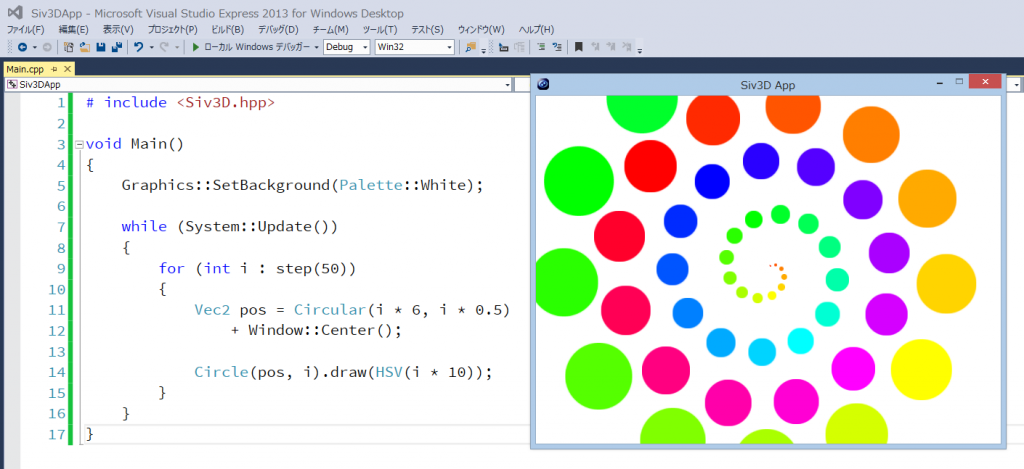 Siv3DApp - Microsoft Visual Studio Express 2013 for Windows Desktop
ファイル(F) 編集(E) 表示(V) プロジェクト(P) ビルド(B) デバッグ(D) チーム(M) ツール(T) テスト(S) ウィンドウ(W) ヘルプ(H)
ローカル Windows デバッガー Debug Win32
Main.cpp
Siv3DApp
Siv3D App
1 # include <Siv3D.hpp>
2
3 void Main()
4 {
5 Graphics::SetBackground(Palette::White);
6
7 while (System::Update())
8 {
9 for (int i : step(50))
10 {
11 Vec2 pos = Circular(i * 6, i * 0.5)
12 + Window::Center();
13
14 Circle(pos, i).draw(HSV(i * 10));
15 }
16 }
17 }